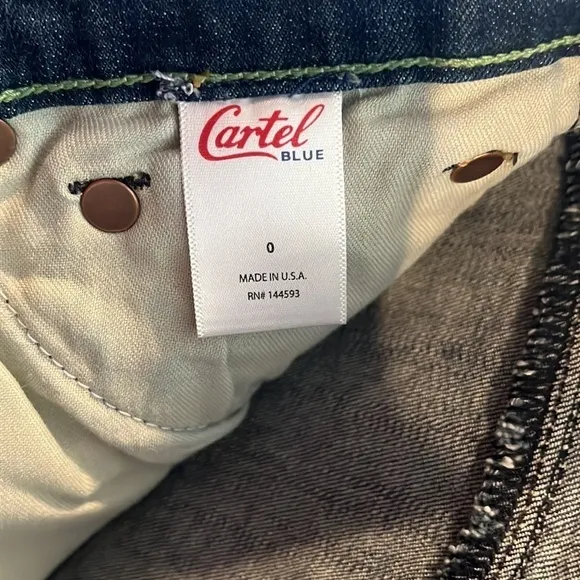 Cartel
BLUE
0
MADE IN U.S.A.
RN# 144593